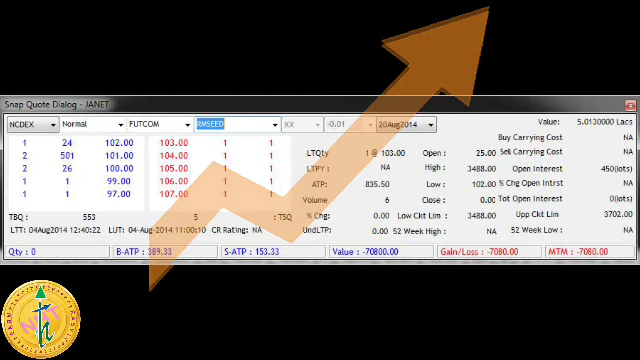 Snap Quote Dialog - JANET
NCDEX Normal FUTCOM RMSEED XX -0.01 20Aug2014 Value: 5.0130000 Lacs
1 24 102.00 103.00 1 1 Buy Carrying Cost NA
2 501 101.00 104.00 1 1 LTQty 1 @ 103.00 Open : 25.00 Sell Carrying Cost NA
2 26 100.00 105.00 1 1 LTPY : NA High : 3488.00 Open Interest 450(lots)
1 1 99.00 106.00 1 1 ATP: 835.50 Low : 102.00 % Chg Open Intrst NA
1 1 97.00 107.00 1 1 Volume 6 Close : 0.00 Tot Open Interest 0(lots)
TBQ : 553 5 : TSQ % Chg: 0.00 Low Ckt Lim : 3488.00 Upp Ckt Lim 3702.00
LTT: 04Aug2014 12:40:22 LUT: 04-Aug-2014 11:00:10 CR Rating: NA UndLTP: 0.00 52 Week High : NA 52 Week Low: NA
Qty : 0 B-ATP : 389.33 S-ATP : 153.33 Value : -70800.00 Gain/Loss : -7080.00 MTM : -7080.00